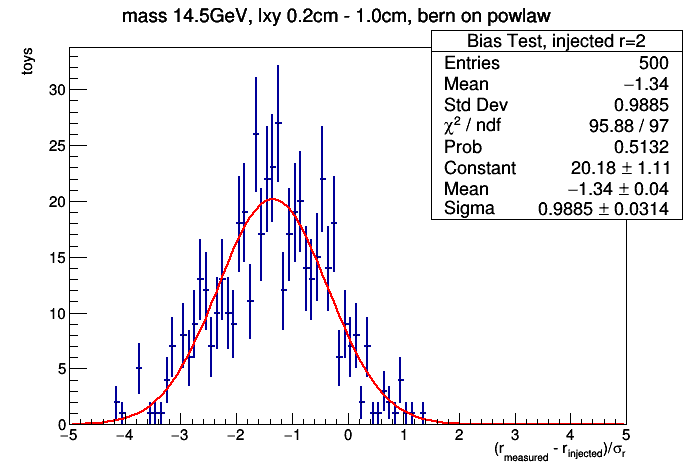 mass 14.5GeV, lxy 0.2cm - 1.0cm, bern on powlaw
Bias Test, injected r=2
Entries 500
Mean −1.34
Std Dev 0.9885
χ² / ndf 95.88 / 97
Prob 0.5132
Constant 20.18 ± 1.11
Mean −1.34 ± 0.04
Sigma 0.9885 ± 0.0314
toys
30
25
20
15
10
5
0
−5 −4 −3 −2 −1 0 1 2 3 4 5
(r_measured - r_injected)/σ_r